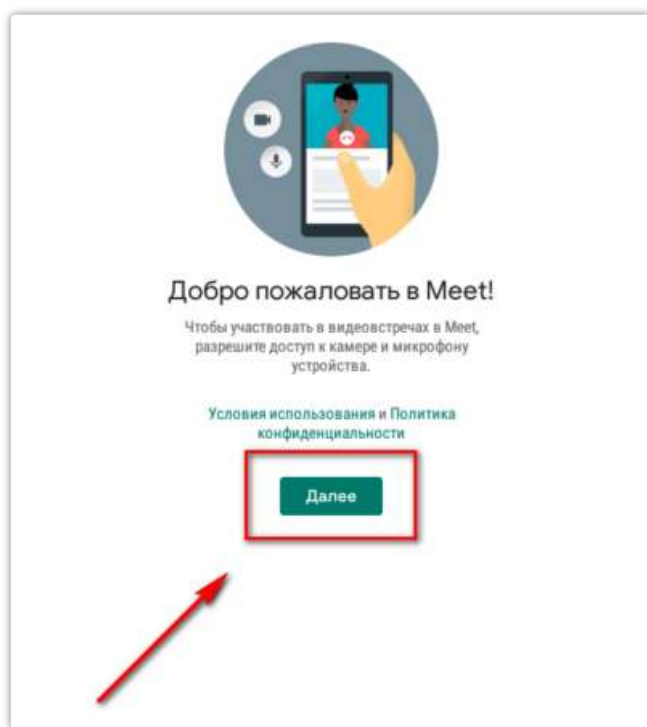 Добро пожаловать в Meet!
Чтобы участвовать в видеовстречах в Meet,
разрешите доступ к камере и микрофону
устройства.
Условия использования и Политика
конфиденциальности
Далее